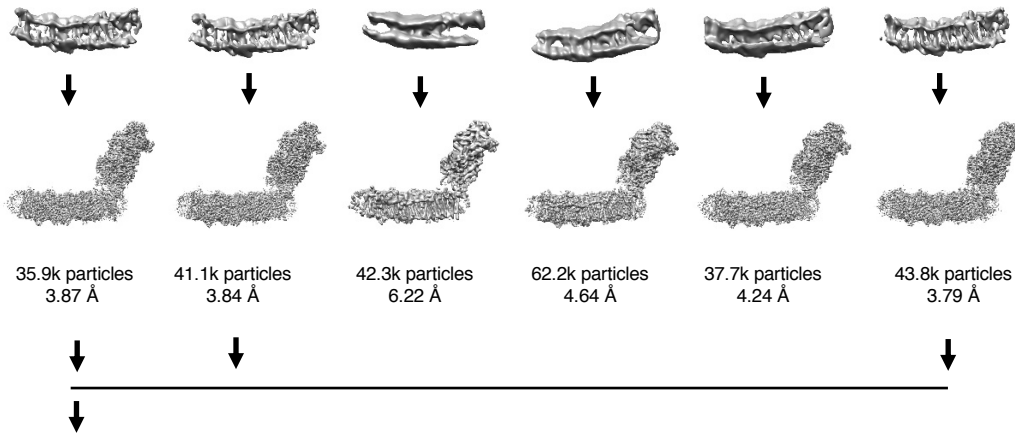 35.9k particles
3.87 Å
41.1k particles
3.84 Å
42.3k particles
6.22 Å
62.2k particles
4.64 Å
37.7k particles
4.24 Å
43.8k particles
3.79 Å